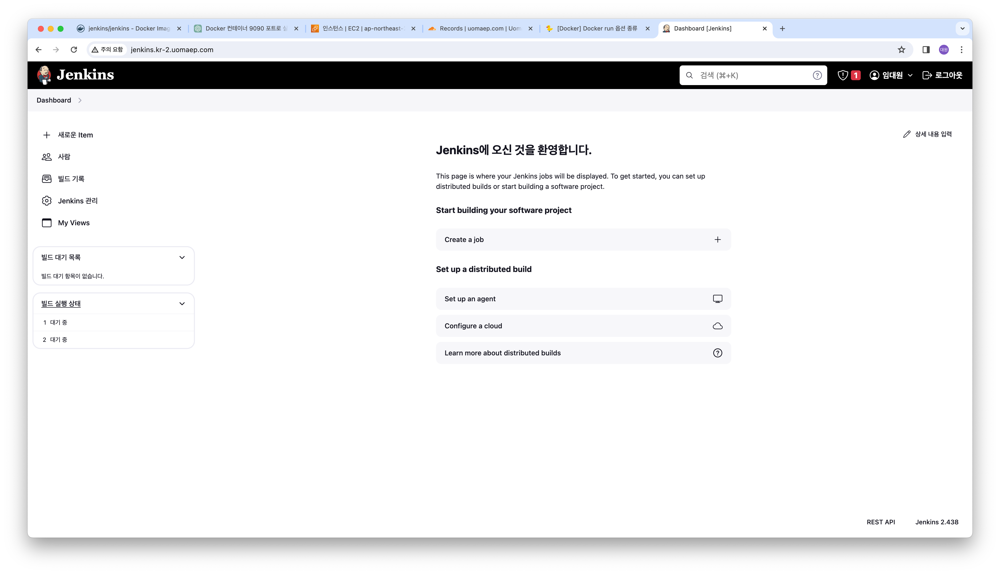 jenkins/jenkins - Docker Imag
Docker 컨테이너 9090 포트로 실
인스턴스 | EC2 | ap-northeast-
Records | uomaep.com | Uom
[Docker] Docker run 옵션 종류
Dashboard [Jenkins]
주의 요함
jenkins.kr-2.uomaep.com
대원
Jenkins
검색 (⌘+K)
1
임대원
로그아웃
Dashboard
새로운 Item
사람
빌드 기록
Jenkins 관리
My Views
빌드 대기 목록
빌드 대기 항목이 없습니다.
빌드 실행 상태
1 대기 중
2 대기 중
상세 내용 입력
Jenkins에 오신 것을 환영합니다.
This page is where your Jenkins jobs will be displayed. To get started, you can set up
distributed builds or start building a software project.
Start building your software project
Create a job
Set up a distributed build
Set up an agent
Configure a cloud
Learn more about distributed builds
REST API
Jenkins 2.438